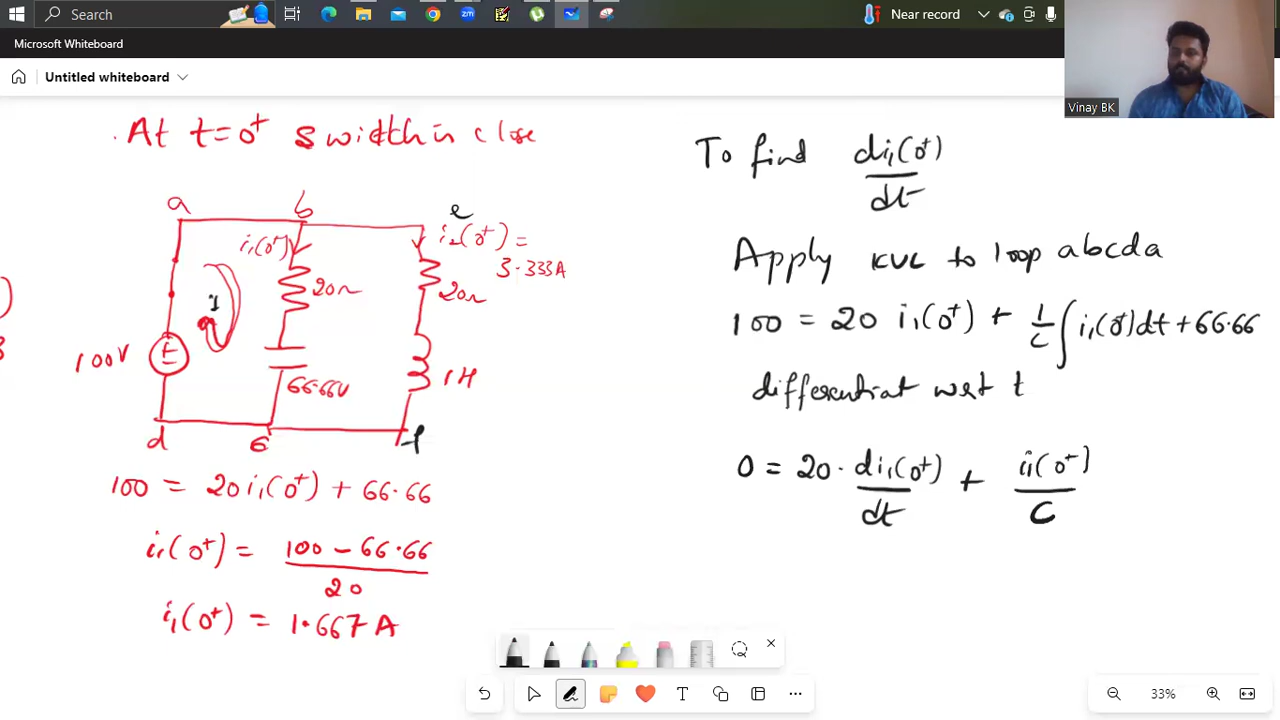 Search
Near record
Microsoft Whiteboard
Untitled whiteboard
Vinay BK
At t=0⁺ switch in close
a
b
e
i₁(0⁺)
i₂(0⁺) =
3.333A
20Ω
20Ω
i
100V
66.66V
1H
d
c
f
100 = 20i₁(0⁺) + 66.66
i₁(0⁺) = 100 - 66.66
20
i₁(0⁺) = 1.667 A
To find di₁(0⁺)
dt
Apply KVL to loop abcda
100 = 20 i₁(0⁺) + 1/C ∫ i₁(0⁺)dt + 66.66
differentiat wrt t
0 = 20 · di₁(0⁺)/dt + i₁(0⁺)/C
33%